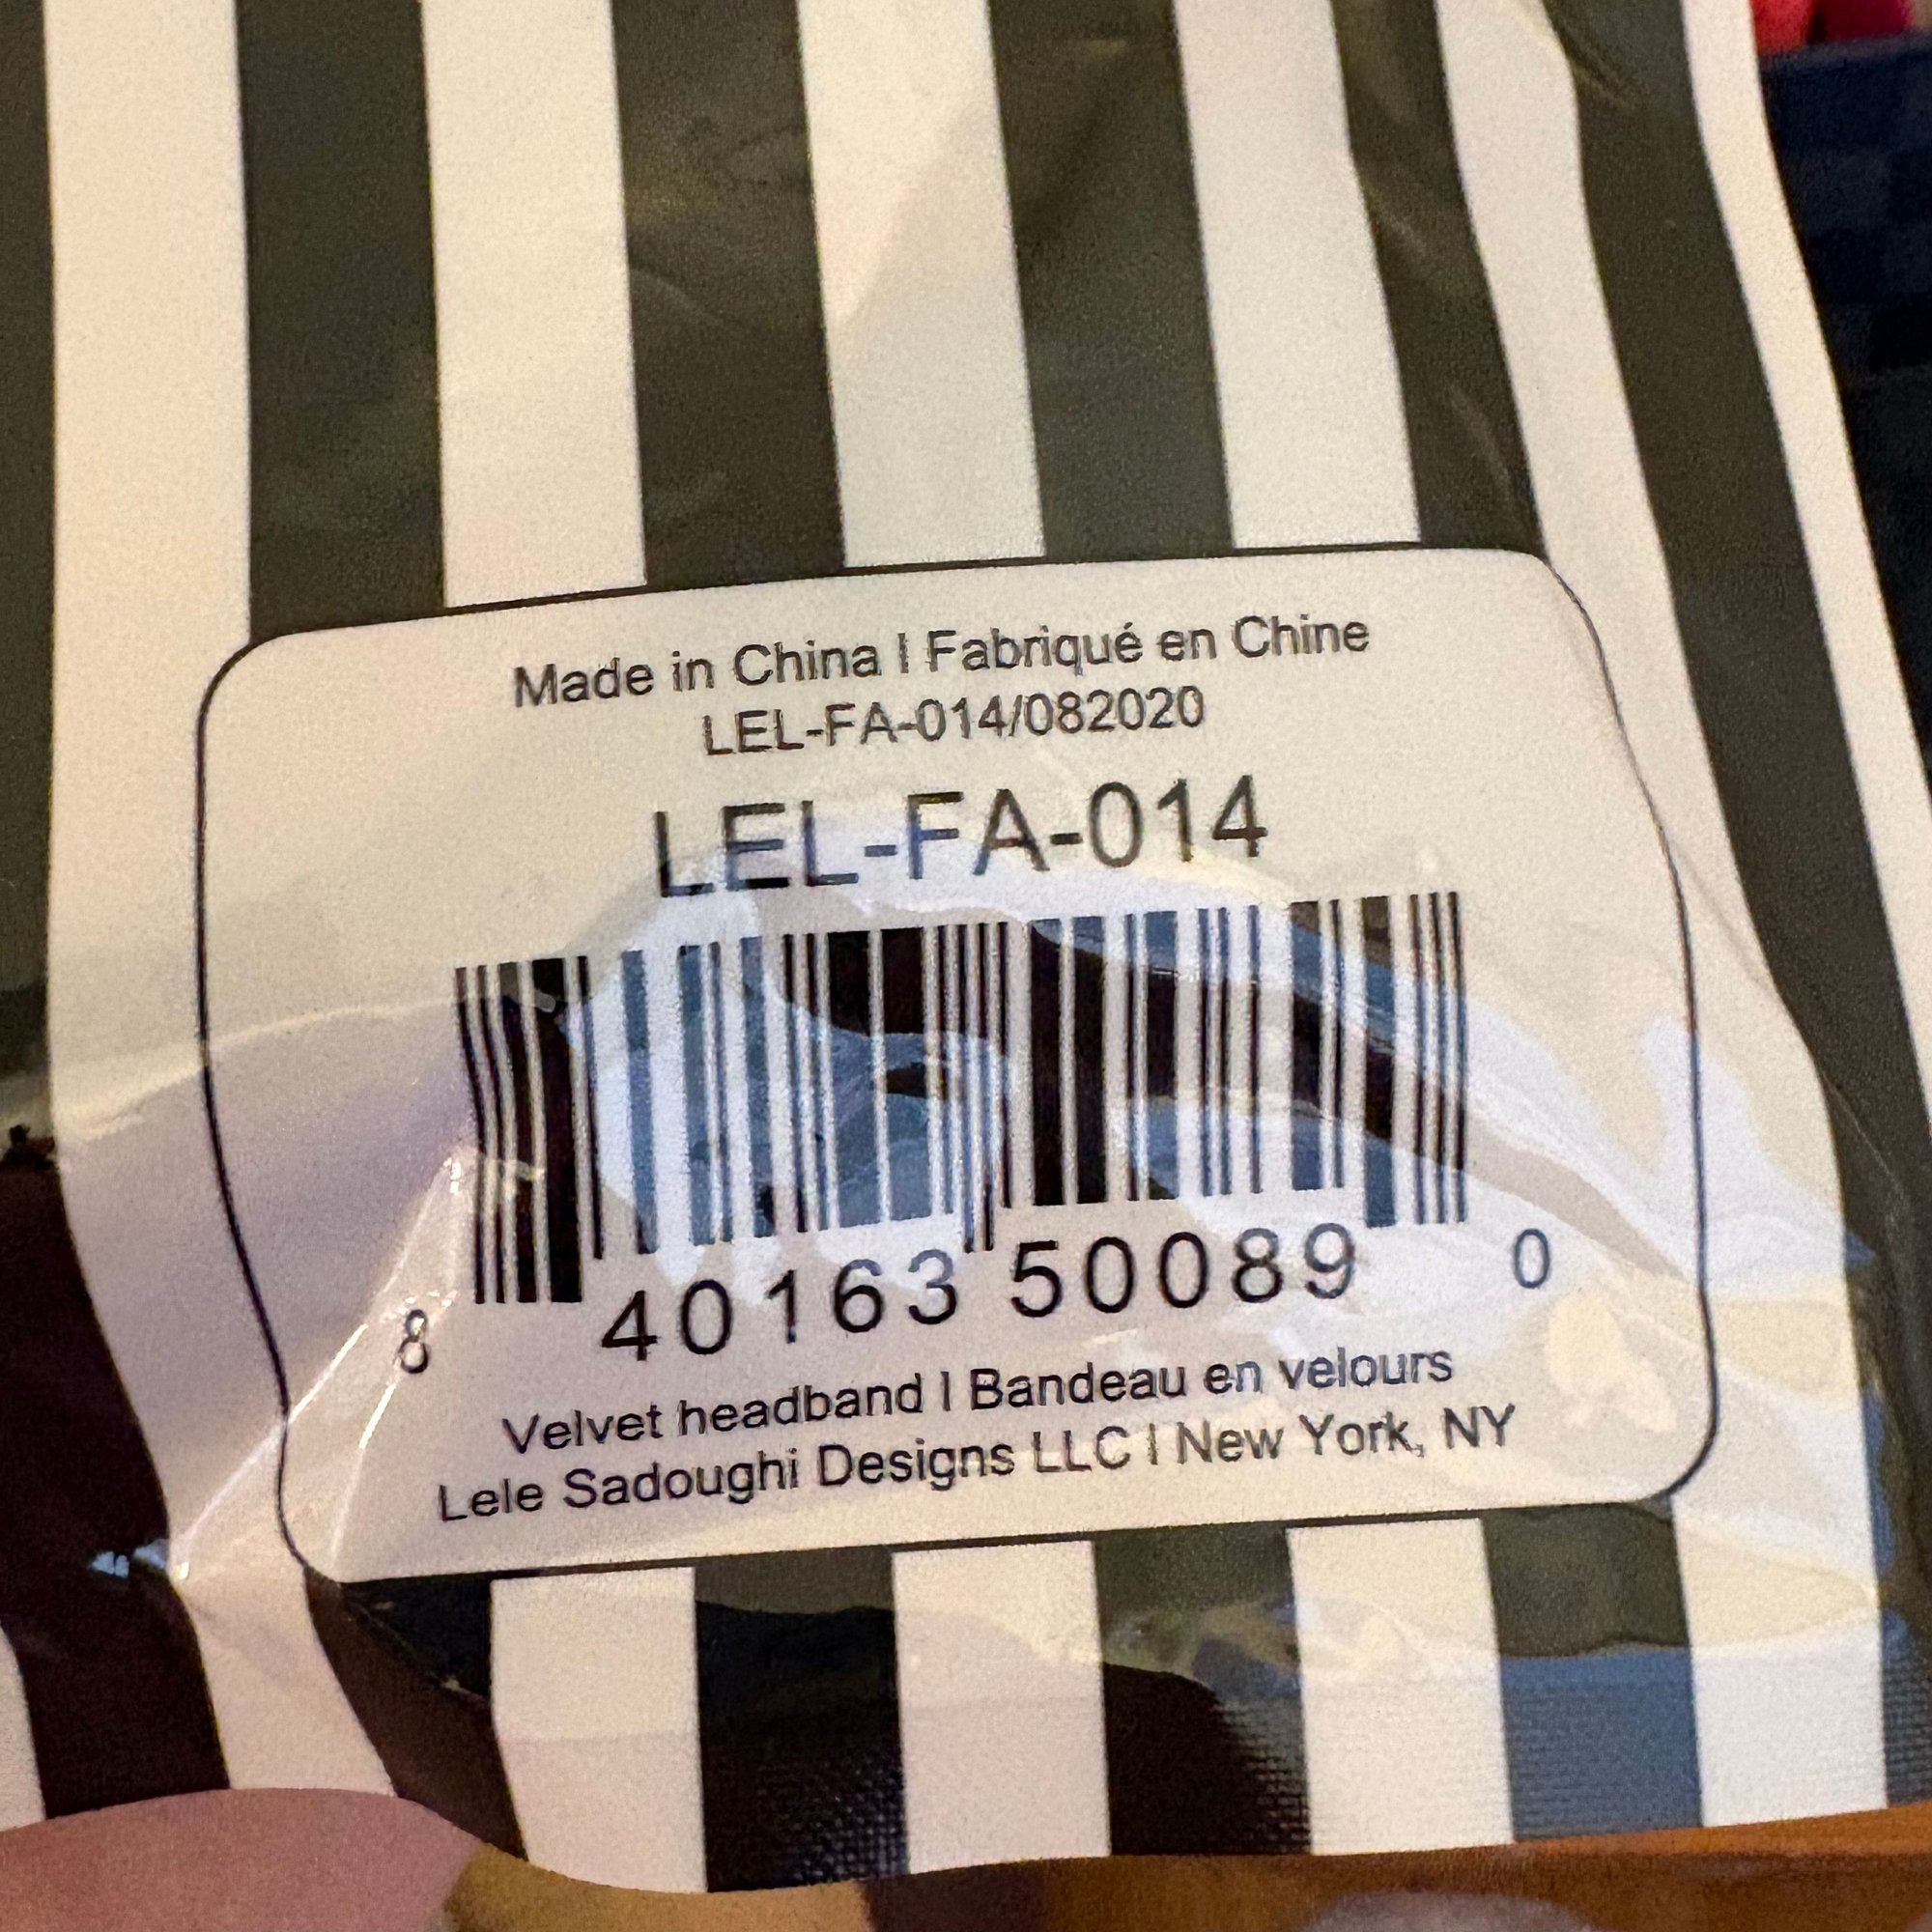 Made in China | Fabriqué en Chine
LEL-FA-014/082020
LEL-FA-014
8 40163 50089 0
Velvet headband | Bandeau en velours
Lele Sadoughi Designs LLC | New York, NY